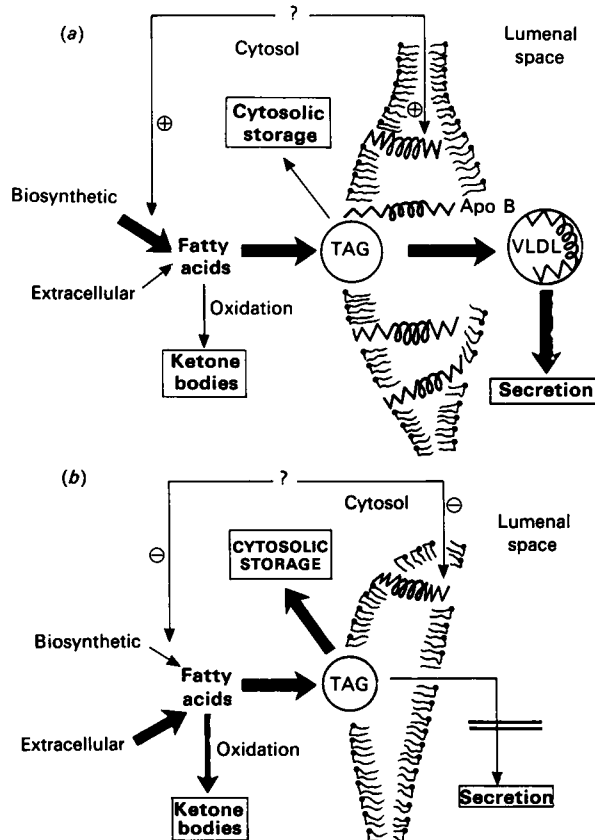 ?
(a)
Cytosol
Lumenal
space
⊕
⊕
Cytosolic
storage
Biosynthetic
Apo B
Fatty
acids
TAG
VLDL
Extracellular
Oxidation
Ketone
bodies
Secretion
(b)
?
Cytosol
⊖
⊖
Lumenal
space
CYTOSOLIC
STORAGE
Biosynthetic
Fatty
acids
TAG
Extracellular
Oxidation
Secretion
Ketone
bodies